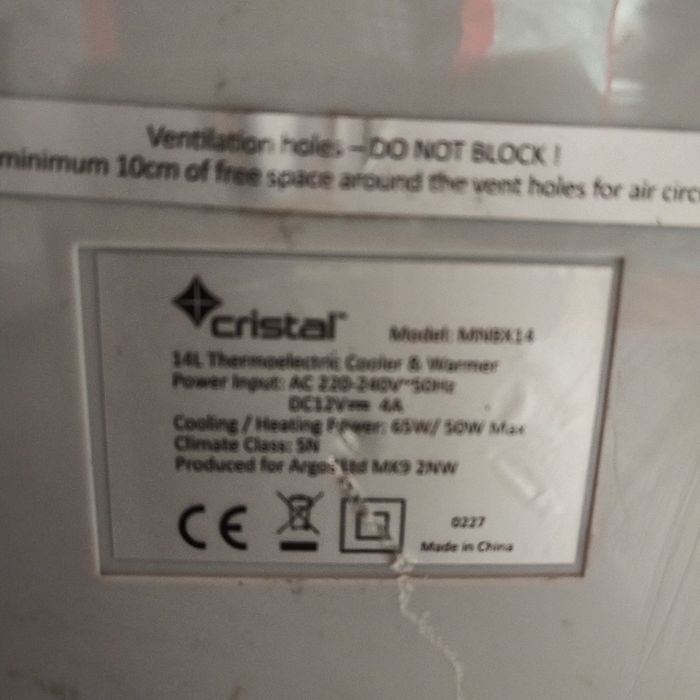 Ventilation holes – DO NOT BLOCK !
minimum 10cm of free space around the vent holes for air circ
cristal™
Model: MINIBX14
14L Thermoelectric Cooler & Warmer
Power Input: AC 220-240V~50Hz
DC12V⎓ 4A
Cooling / Heating Power: 65W/ 50W Max
Climate Class: SN
Produced for Argos Ltd MK9 2NW
CE
0227
Made in China